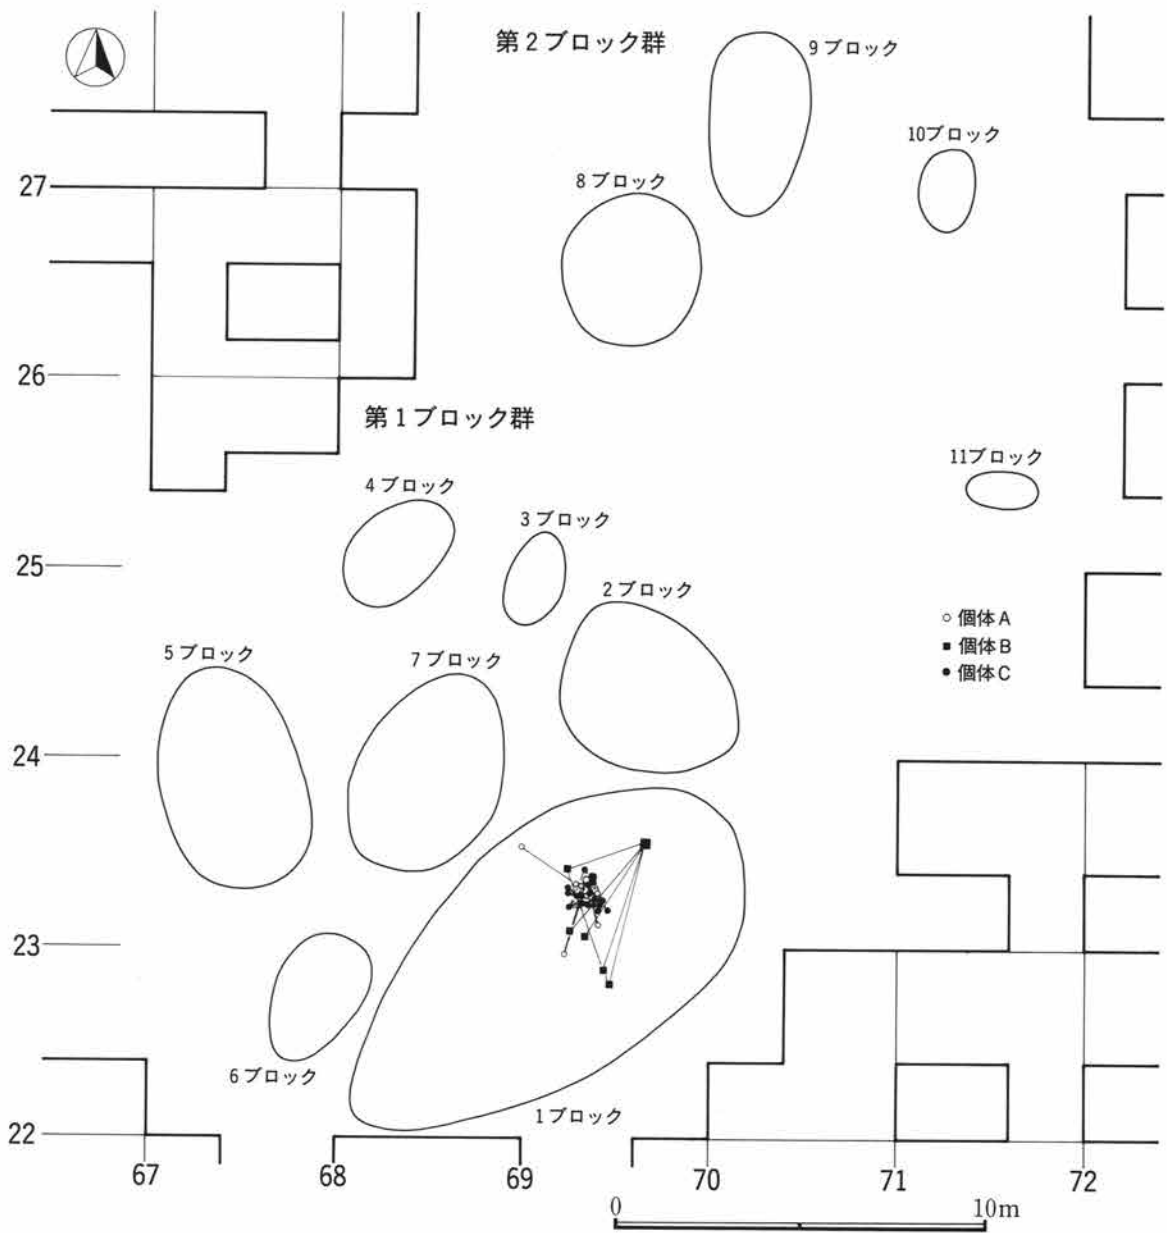 第2ブロック群
9ブロック
10ブロック
27
8ブロック
26
第1ブロック群
11ブロック
4ブロック
3ブロック
25
2ブロック
○ 個体A
■ 個体B
● 個体C
5ブロック
7ブロック
24
23
6ブロック
1ブロック
22
67
68
69
70
71
72
0
10m